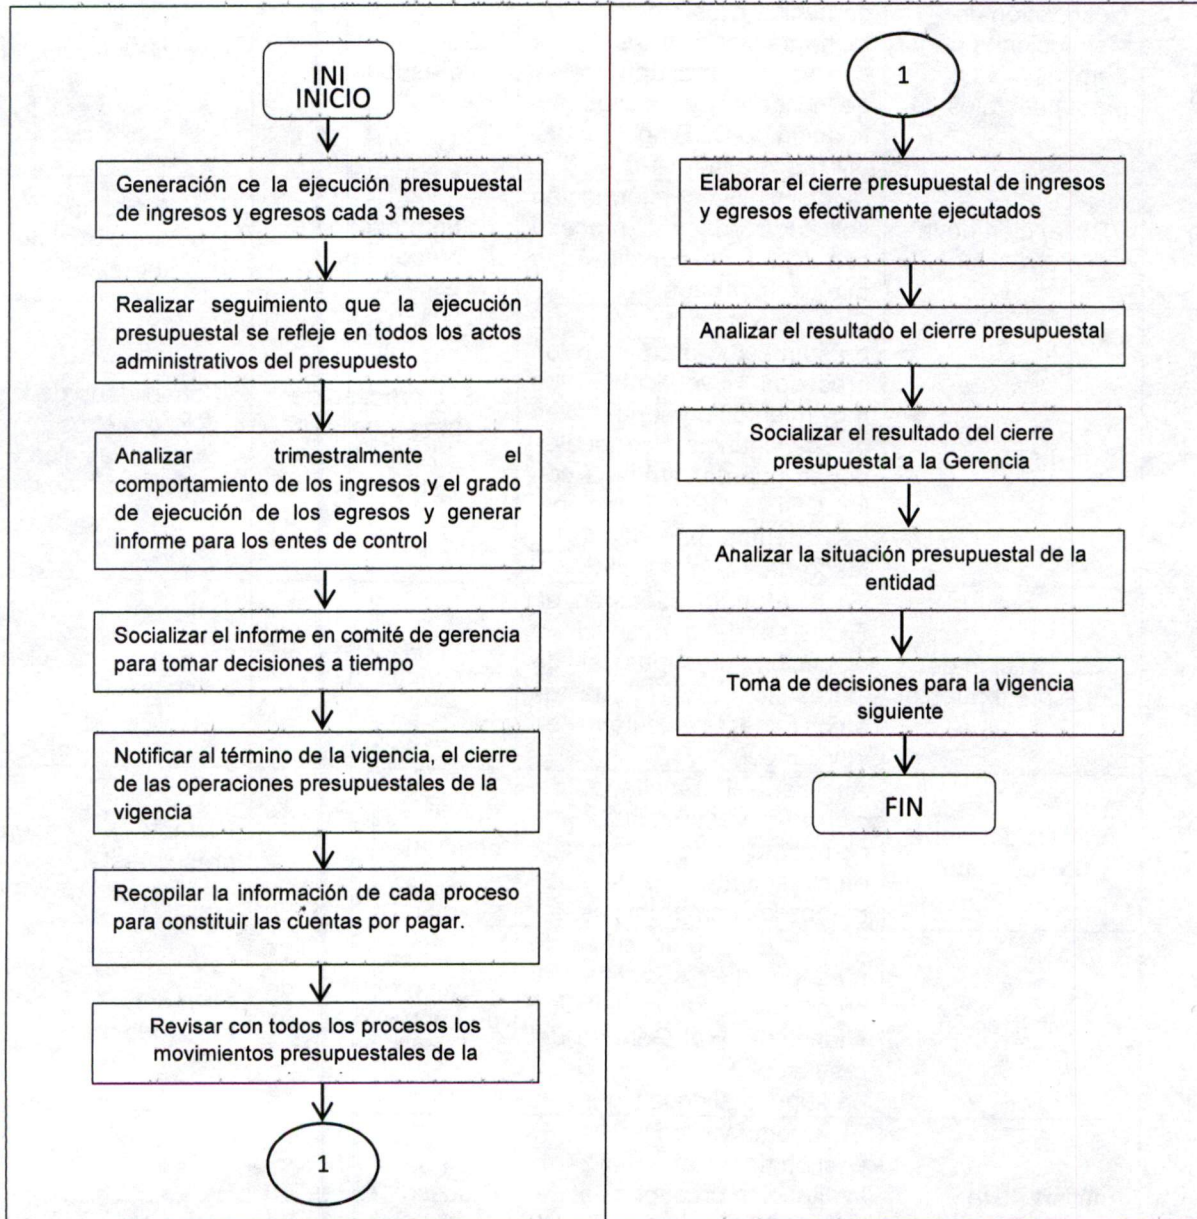 INI
INICIO
Generación ce la ejecución presupuestal
de ingresos y egresos cada 3 meses
Realizar seguimiento que la ejecución
presupuestal se refleje en todos los actos
administrativos del presupuesto
Analizar trimestralmente el
comportamiento de los ingresos y el grado
de ejecución de los egresos y generar
informe para los entes de control
Socializar el informe en comité de gerencia
para tomar decisiones a tiempo
Notificar al término de la vigencia, el cierre
de las operaciones presupuestales de la
vigencia
Recopilar la información de cada proceso
para constituir las cuentas por pagar.
Revisar con todos los procesos los
movimientos presupuestales de la
1
1
Elaborar el cierre presupuestal de ingresos
y egresos efectivamente ejecutados
Analizar el resultado el cierre presupuestal
Socializar el resultado del cierre
presupuestal a la Gerencia
Analizar la situación presupuestal de la
entidad
Toma de decisiones para la vigencia
siguiente
FIN